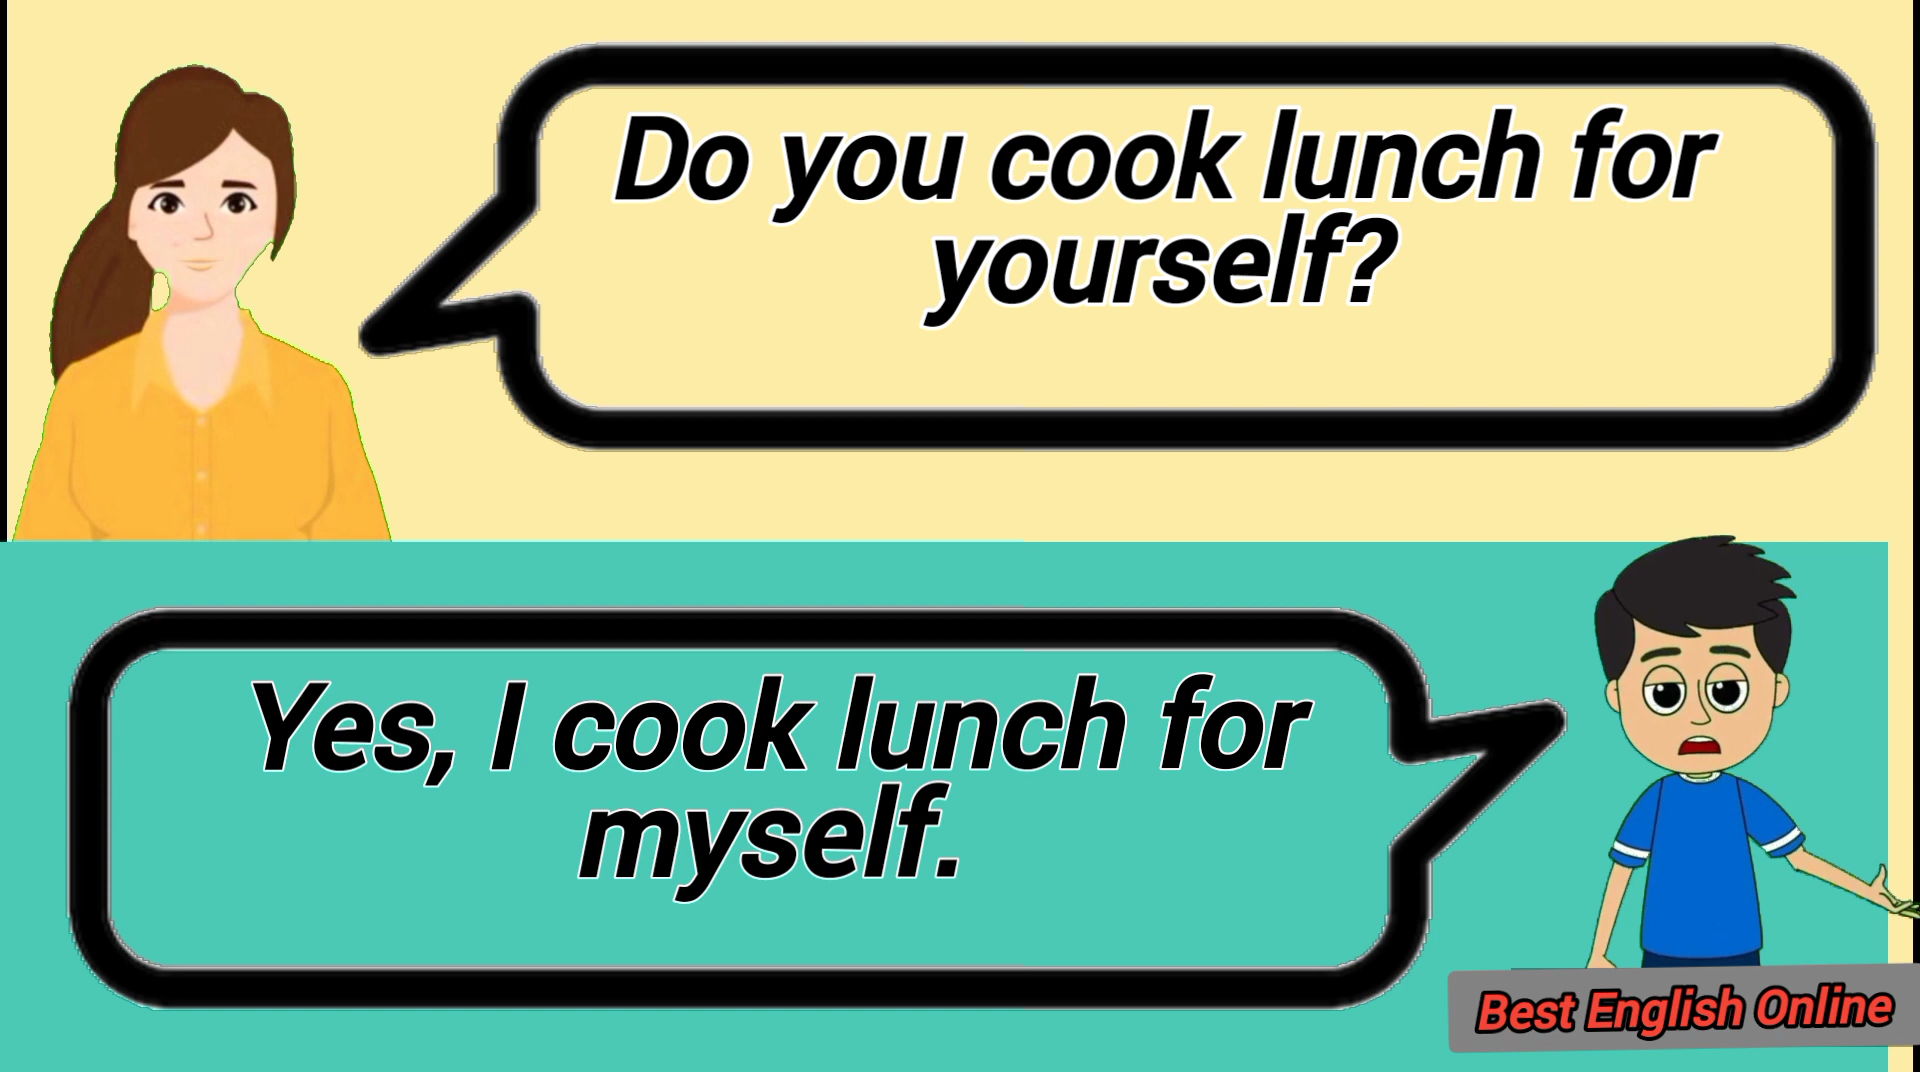 Do you cook lunch for
yourself?
Yes, I cook lunch for
myself.
Best English Online